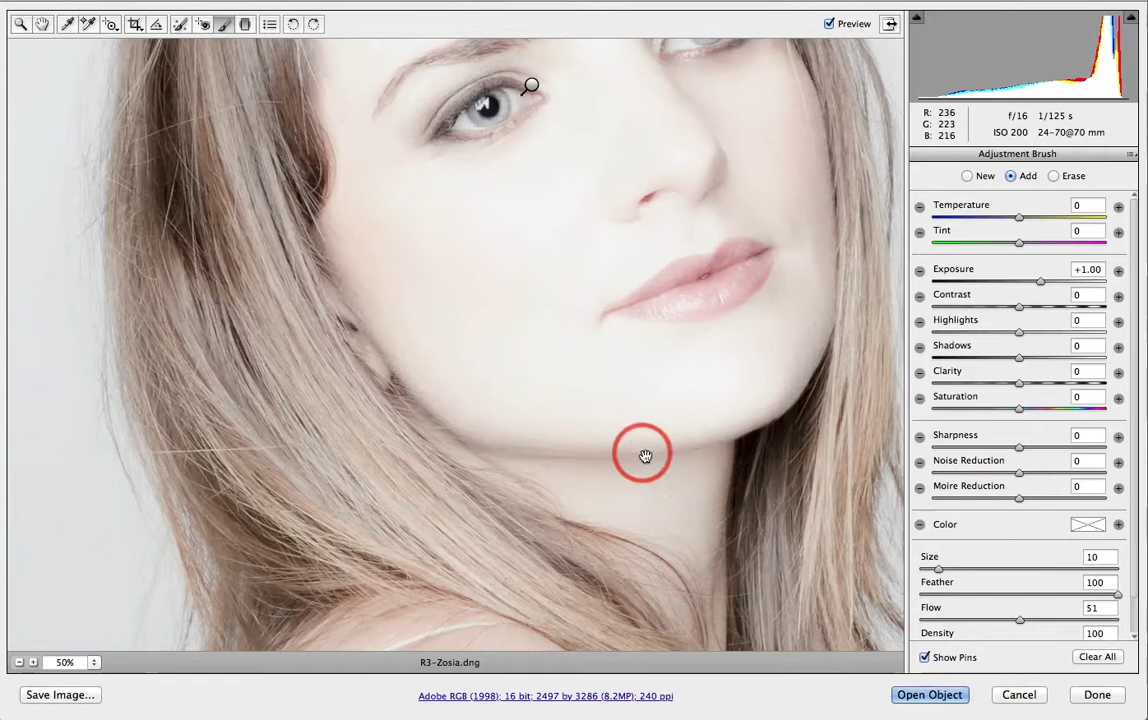 Preview
R: 236
G: 223
B: 216
f/16 1/125 s
ISO 200 24-70@70 mm
Adjustment Brush
New Add Erase
Temperature 0
Tint 0
Exposure +1.00
Contrast 0
Highlights 0
Shadows 0
Clarity 0
Saturation 0
Sharpness 0
Noise Reduction 0
Moire Reduction 0
Color
Size 10
Feather 100
Flow 51
Density 100
Show Pins Clear All
50% R3-Zosia.dng
Save Image... Adobe RGB (1998); 16 bit; 2497 by 3286 (8.2MP); 240 ppi Open Object Cancel Done